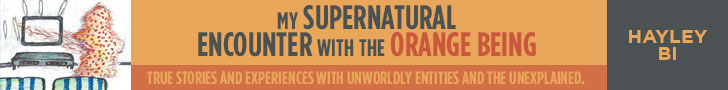 MY SUPERNATURAL
ENCOUNTER WITH THE ORANGE BEING
TRUE STORIES AND EXPERIENCES WITH UNWORLDLY ENTITIES AND THE UNEXPLAINED.
HAYLEY
BI